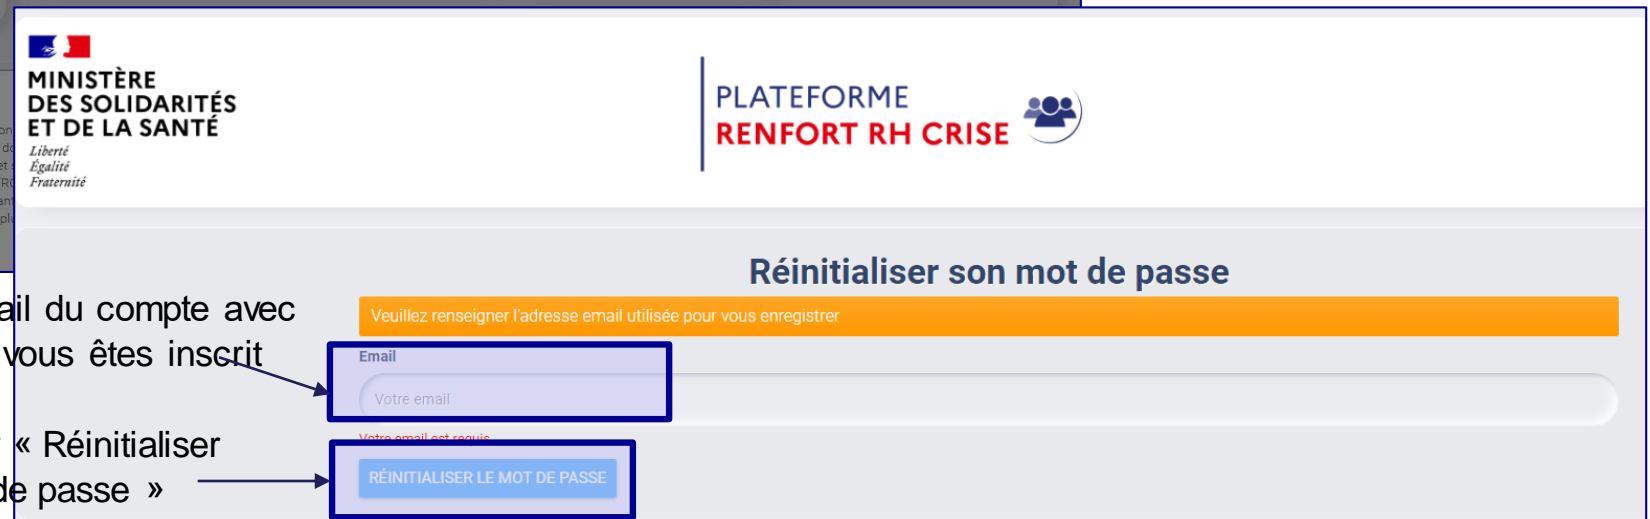 MINISTÈRE
DES SOLIDARITÉS
ET DE LA SANTÉ
Liberté
Égalité
Fraternité
PLATEFORME
RENFORT RH CRISE
Réinitialiser son mot de passe
Veuillez renseigner l'adresse email utilisée pour vous enregistrer
Email
Votre email
Votre email est requis
RÉINITIALISER LE MOT DE PASSE
du compte avec
vous êtes inscrit
« Réinitialiser
de passe »